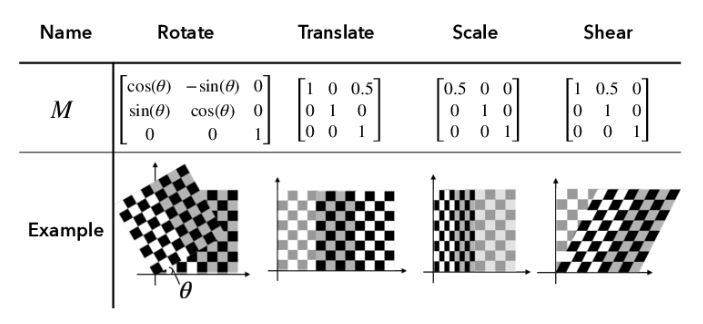 Name Rotate Translate Scale Shear
M
cos(θ) −sin(θ) 0
sin(θ) cos(θ) 0
0 0 1
1 0 0.5
0 1 0
0 0 1
0.5 0 0
0 1 0
0 0 1
1 0.5 0
0 1 0
0 0 1
Example
θ